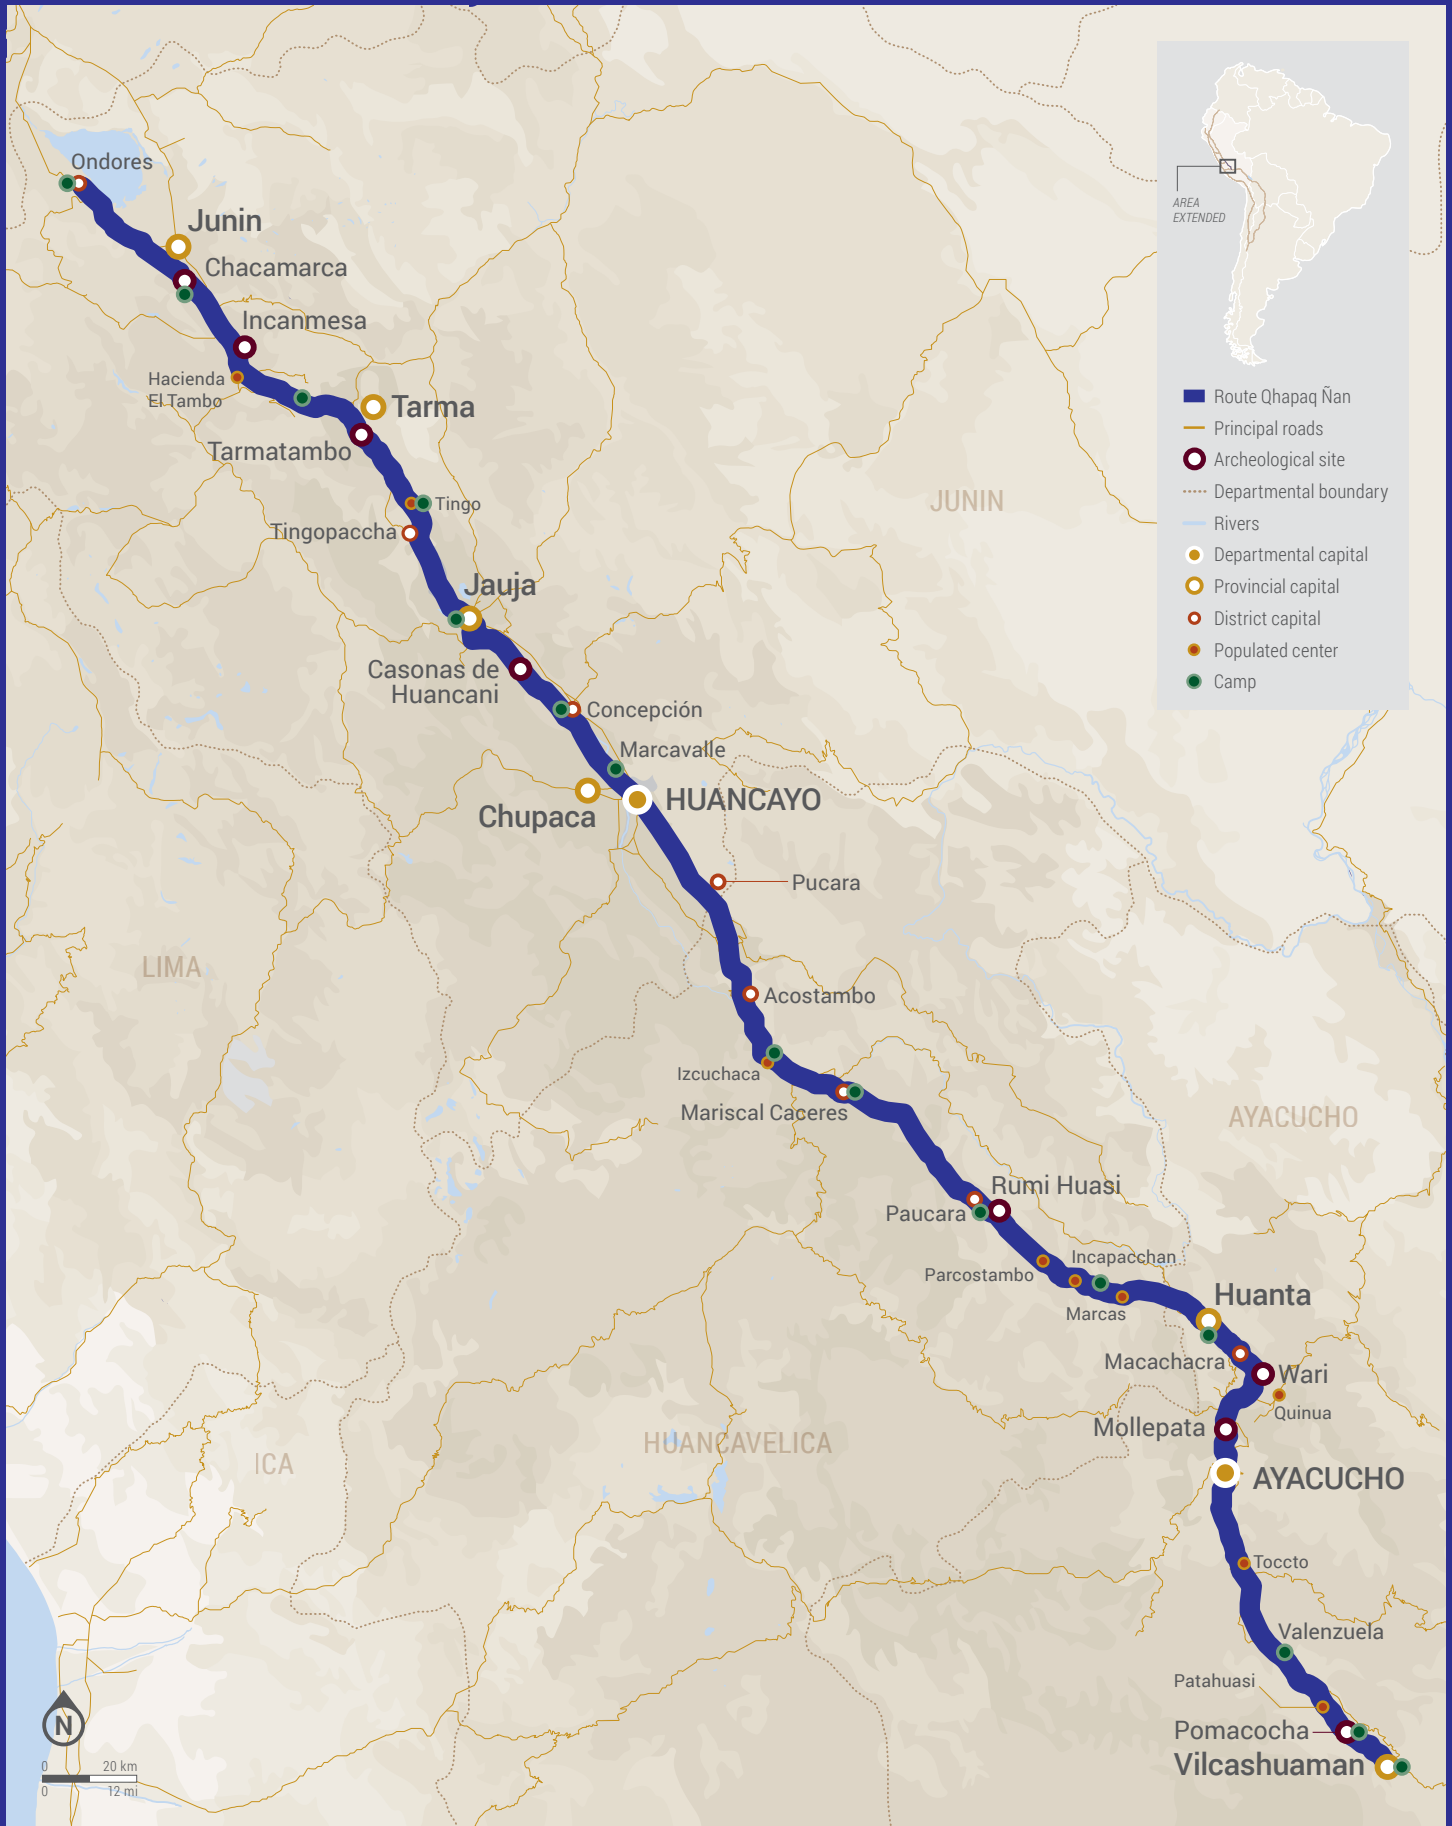 Ondores
Junin
Chacamarca
Incanmesa
Hacienda
El Tambo
Tarma
Tarmatambo
Tingo
Tingopaccha
Jauja
Casonas de
Huancani
Concepción
Marcavalle
HUANCAYO
Chupaca
Pucara
Acostambo
Izcuchaca
Mariscal Caceres
Rumi Huasi
Paucara
Incapacchan
Parcostambo
Marcas
Huanta
Macachacra
Wari
Quinua
Mollepata
AYACUCHO
Toccto
Valenzuela
Patahuasi
Pomacocha
Vilcashuaman
JUNIN
LIMA
AYACUCHO
HUANCAVELICA
ICA
AREA
EXTENDED
Route Qhapaq Ñan
Principal roads
Archeological site
Departmental boundary
Rivers
Departmental capital
Provincial capital
District capital
Populated center
Camp
N
0 20 km
0 12 mi